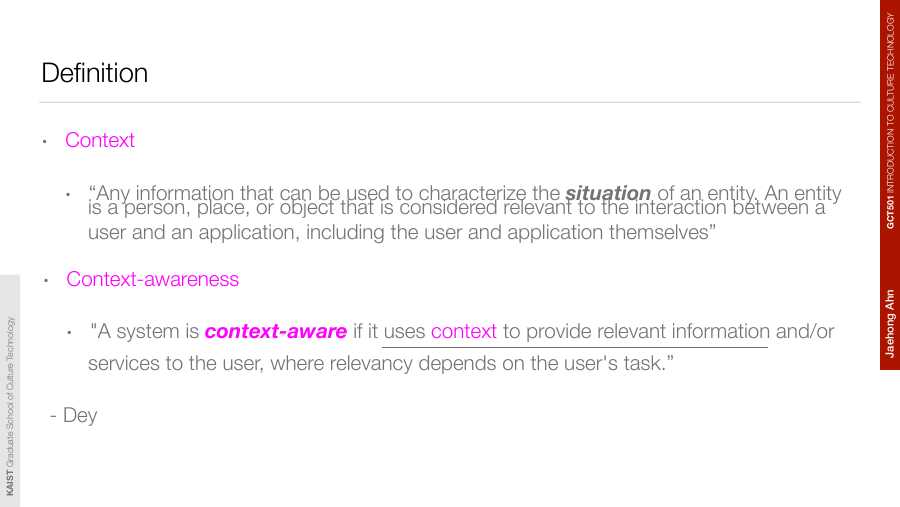 Definition
• Context
• “Any information that can be used to characterize the situation of an entity. An entity
is a person, place, or object that is considered relevant to the interaction between a
user and an application, including the user and application themselves”
• Context-awareness
• "A system is context-aware if it uses context to provide relevant information and/or
services to the user, where relevancy depends on the user's task.”
- Dey
KAIST Graduate School of Culture Technology
GCT501 INTRODUCTION TO CULTURE TECHNOLOGY
Jaehong Ahn